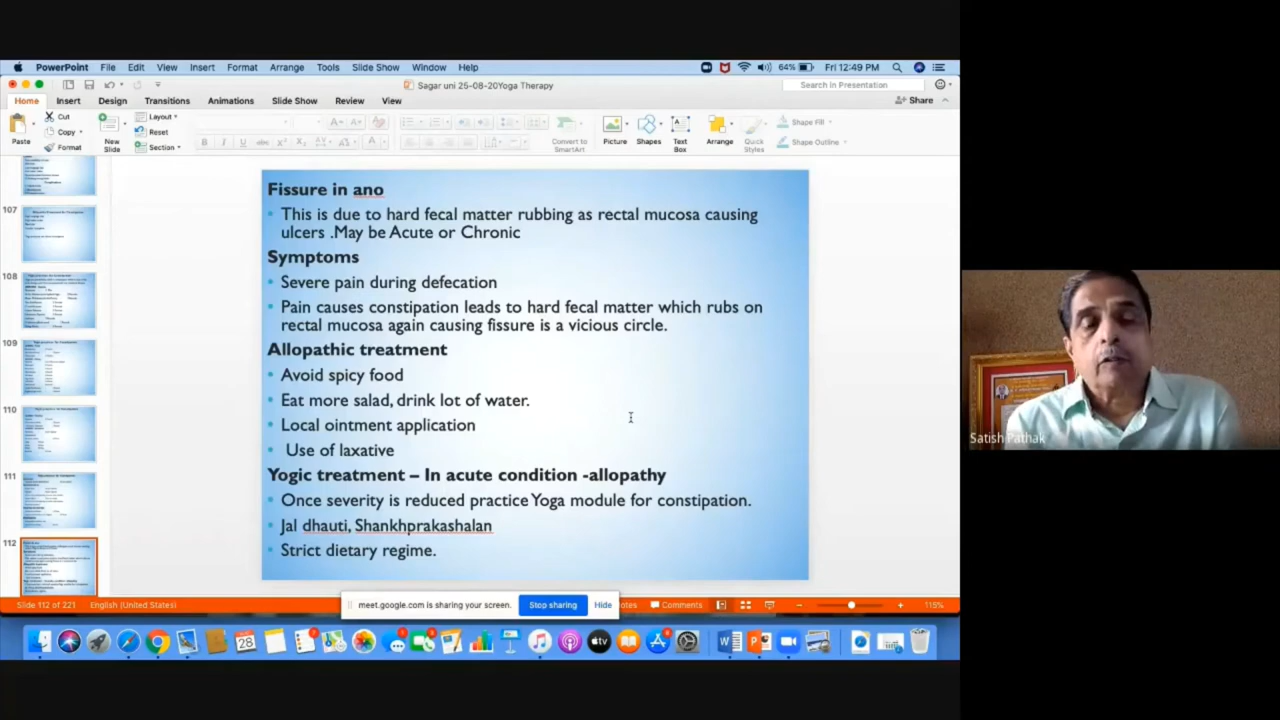 PowerPoint File Edit View Insert Format Arrange Tools Slide Show Window Help 64% Fri 12:49 PM
Sagar uni 25-08-20Yoga Therapy
Search in Presentation
Home Insert Design Transitions Animations Slide Show Review View Share
Paste
Cut
Copy
Format
New Slide
Layout
Reset
Section
Convert to SmartArt
Picture
Shapes
Text Box
Arrange
Quick Styles
Shape Fill
Shape Outline
107
108
109
110
111
112
Fissure in ano
This is due to hard fecal matter rubbing as rectal mucosa causing
ulcers .May be Acute or Chronic
Symptoms
Severe pain during defecation
Pain causes constipation leads to hard fecal matter which rubs on
rectal mucosa again causing fissure is a vicious circle.
Allopathic treatment
Avoid spicy food
Eat more salad, drink lot of water.
Local ointment application
Use of laxative
Yogic treatment – In acute condition -allopathy
Once severity is reduced practice Yoga module for constipation.
Jal dhauti, Shankhprakashalan
Strict dietary regime.
Satish Pathak
Slide 112 of 221 English (United States)
meet.google.com is sharing your screen. Stop sharing Hide
Comments
115%
28